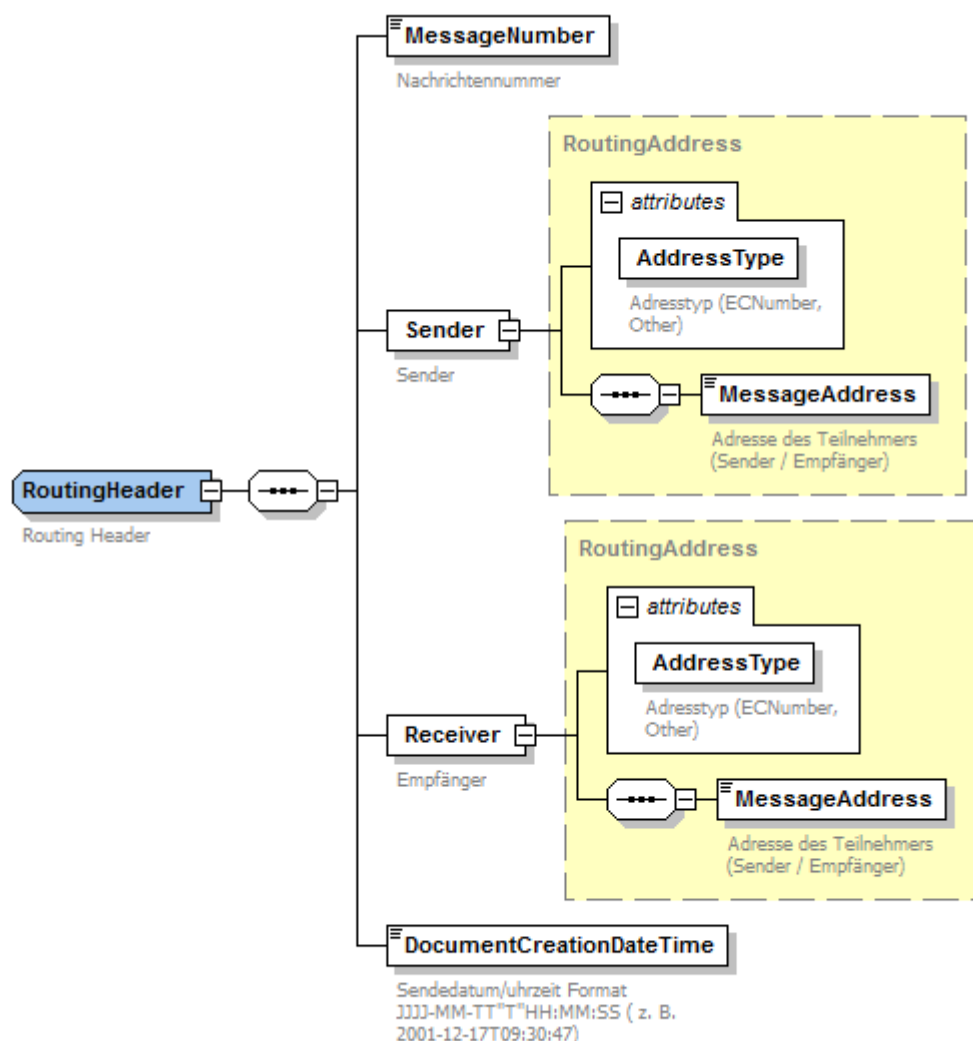 MessageNumber
Nachrichtennummer
RoutingAddress
attributes
AddressType
Adresstyp (ECNumber,
Other)
Sender
Sender
MessageAddress
Adresse des Teilnehmers
(Sender / Empfänger)
RoutingHeader
Routing Header
RoutingAddress
attributes
AddressType
Adresstyp (ECNumber,
Other)
Receiver
Empfänger
MessageAddress
Adresse des Teilnehmers
(Sender / Empfänger)
DocumentCreationDateTime
Sendedatum/uhrzeit Format
JJJJ-MM-TT"T"HH:MM:SS ( z. B.
2001-12-17T09:30:47)